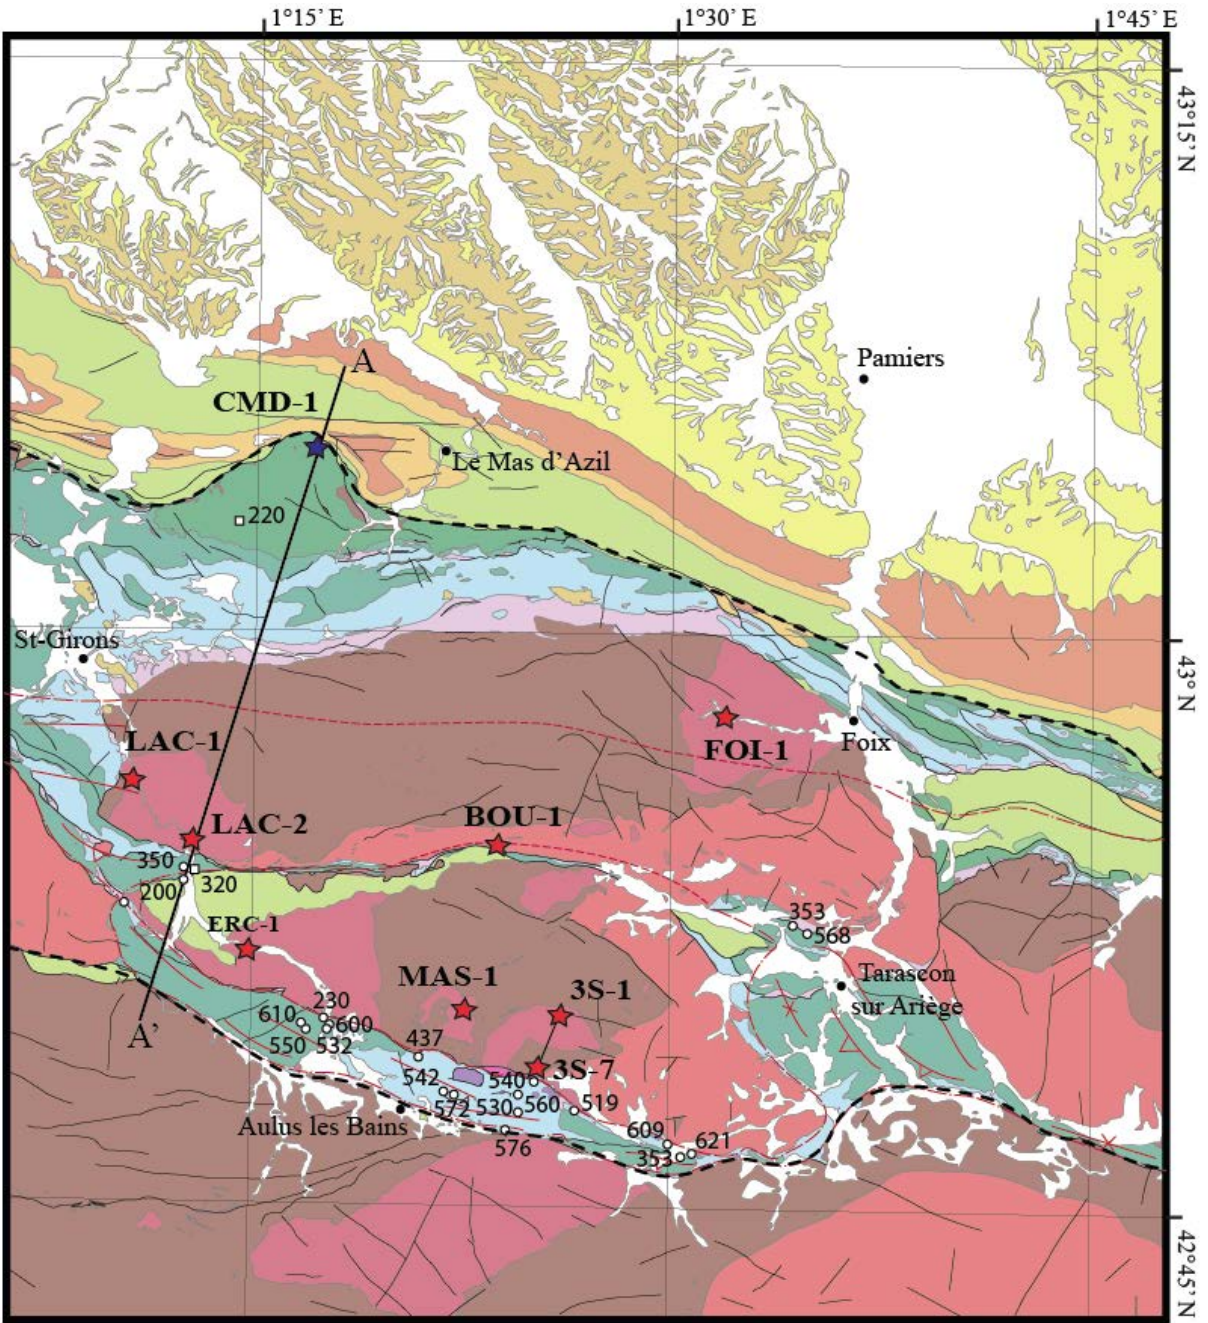 1°15’ E
1°30’ E
1°45’ E
43°15’ N
Pamiers
A
CMD-1
Le Mas d’Azil
220
St-Girons
43° N
LAC-1
FOI-1
Foix
LAC-2
BOU-1
350
320
200
353
568
ERC-1
MAS-1
3S-1
Tarascon
sur Ariège
230
610
600
550
532
A’
437
3S-7
542
540
572
530
560
519
Aulus les Bains
576
609
621
353
42°45’ N